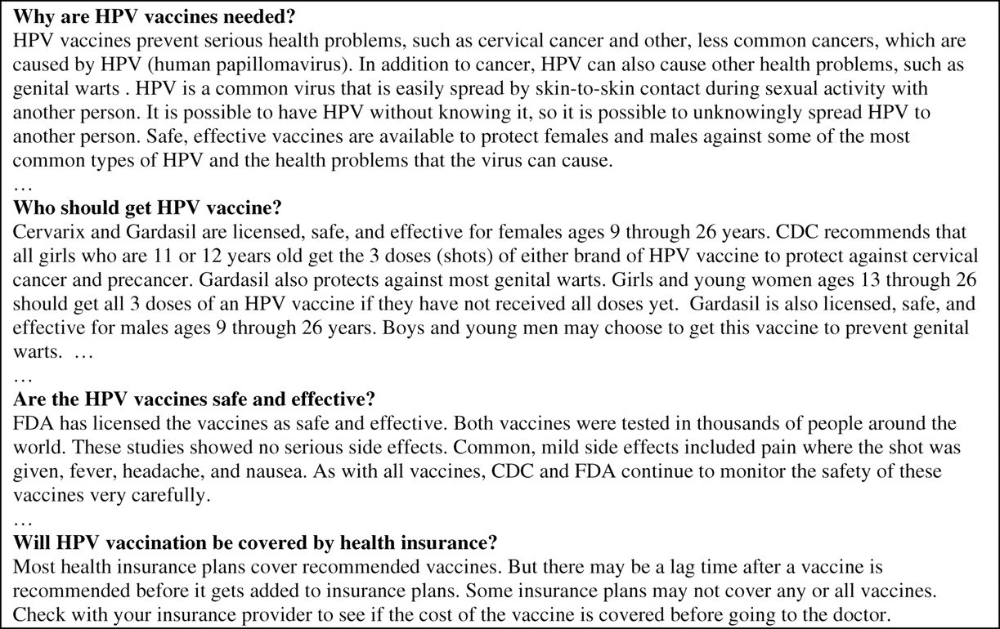 Why are HPV vaccines needed?
HPV vaccines prevent serious health problems, such as cervical cancer and other, less common cancers, which are
caused by HPV (human papillomavirus). In addition to cancer, HPV can also cause other health problems, such as
genital warts . HPV is a common virus that is easily spread by skin-to-skin contact during sexual activity with
another person. It is possible to have HPV without knowing it, so it is possible to unknowingly spread HPV to
another person. Safe, effective vaccines are available to protect females and males against some of the most
common types of HPV and the health problems that the virus can cause.
…
Who should get HPV vaccine?
Cervarix and Gardasil are licensed, safe, and effective for females ages 9 through 26 years. CDC recommends that
all girls who are 11 or 12 years old get the 3 doses (shots) of either brand of HPV vaccine to protect against cervical
cancer and precancer. Gardasil also protects against most genital warts. Girls and young women ages 13 through 26
should get all 3 doses of an HPV vaccine if they have not received all doses yet.  Gardasil is also licensed, safe, and
effective for males ages 9 through 26 years. Boys and young men may choose to get this vaccine to prevent genital
warts.  …
…
Are the HPV vaccines safe and effective?
FDA has licensed the vaccines as safe and effective. Both vaccines were tested in thousands of people around the
world. These studies showed no serious side effects. Common, mild side effects included pain where the shot was
given, fever, headache, and nausea. As with all vaccines, CDC and FDA continue to monitor the safety of these
vaccines very carefully.
…
Will HPV vaccination be covered by health insurance?
Most health insurance plans cover recommended vaccines. But there may be a lag time after a vaccine is
recommended before it gets added to insurance plans. Some insurance plans may not cover any or all vaccines.
Check with your insurance provider to see if the cost of the vaccine is covered before going to the doctor.